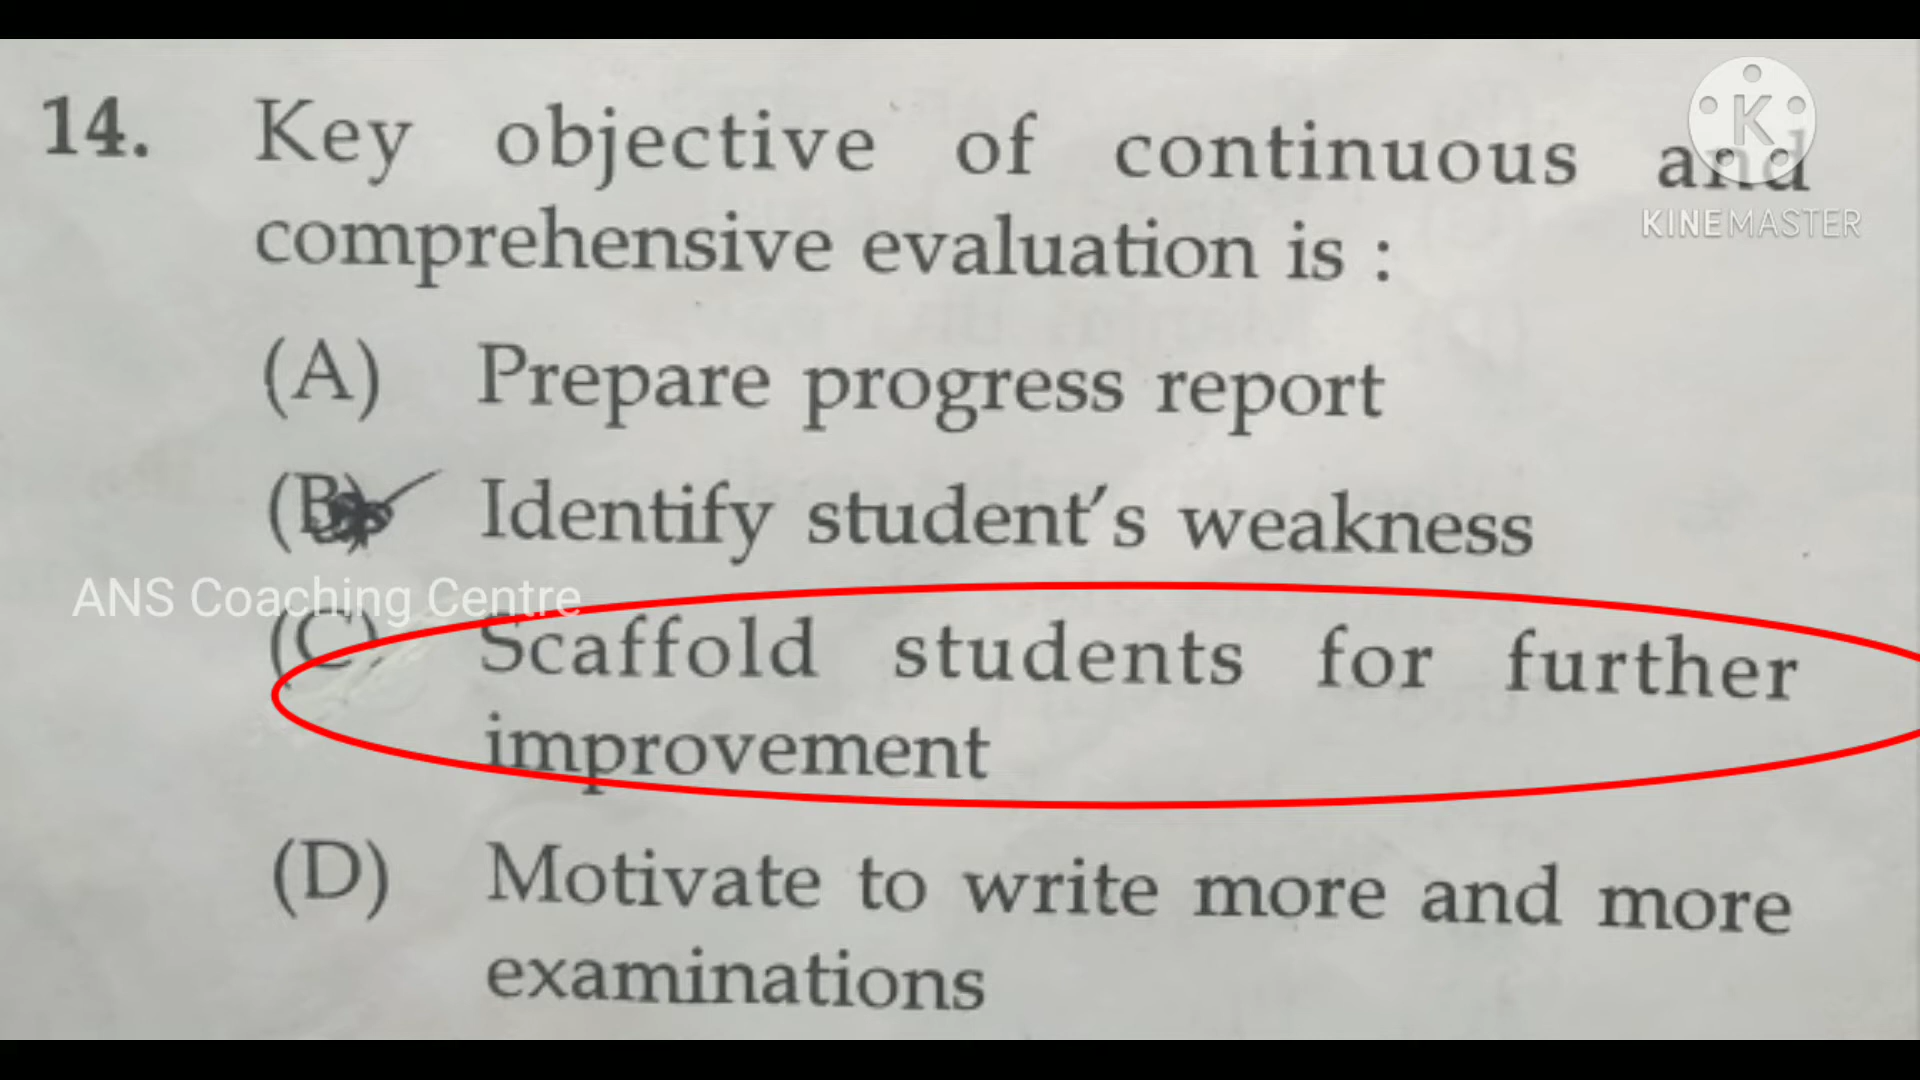 14. Key objective of continuous and
comprehensive evaluation is :
(A) Prepare progress report
(B) Identify student's weakness
(C) Scaffold students for further
improvement
(D) Motivate to write more and more
examinations
K
KINEMASTER
ANS Coaching Centre